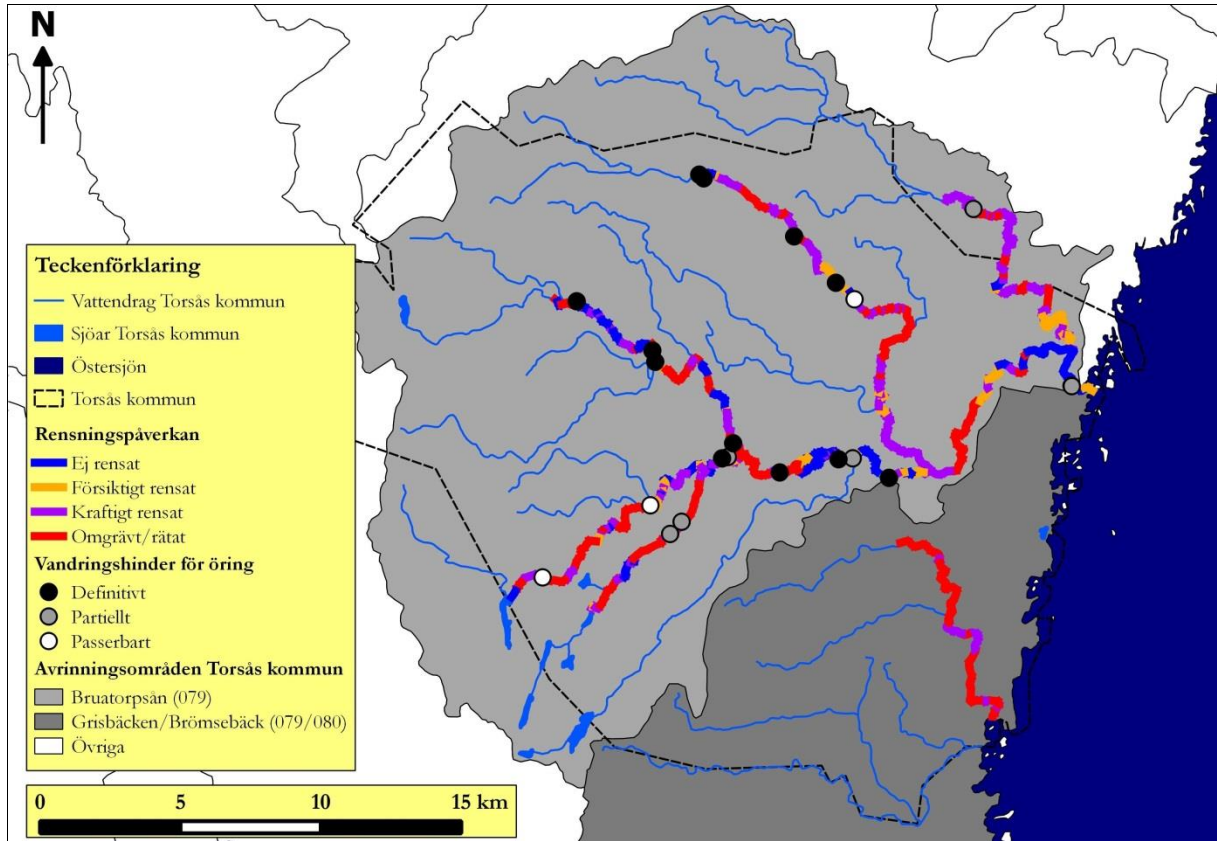 N
Teckenförklaring
Vattendrag Torsås kommun
Sjöar Torsås kommun
Östersjön
Torsås kommun
Rensningspåverkan
Ej rensat
Försiktigt rensat
Kraftigt rensat
Omgrävt/rätat
Vandringshinder för öring
Definitivt
Partiellt
Passerbart
Avrinningsområden Torsås kommun
Bruatorpsån (079)
Grisbäcken/Brömsebäck (079/080)
Övriga
0 5 10 15 km